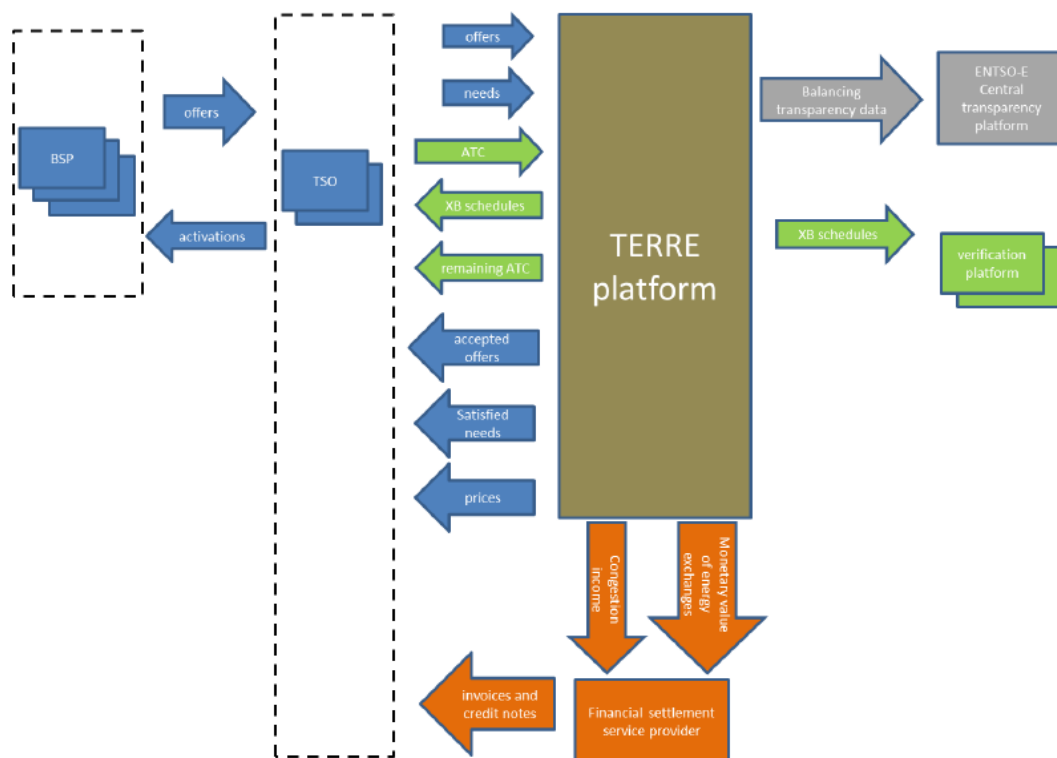 offers
needs
ATC
XB schedules
remaining ATC
accepted
offers
Satisfied
needs
prices
offers
activations
BSP
TSO
TERRE
platform
Balancing
transparency data
ENTSO-E
Central
transparency
platform
XB schedules
verification
platform
Congestion
income
Monetary value
of energy
exchanges
invoices and
credit notes
Financial settlement
service provider